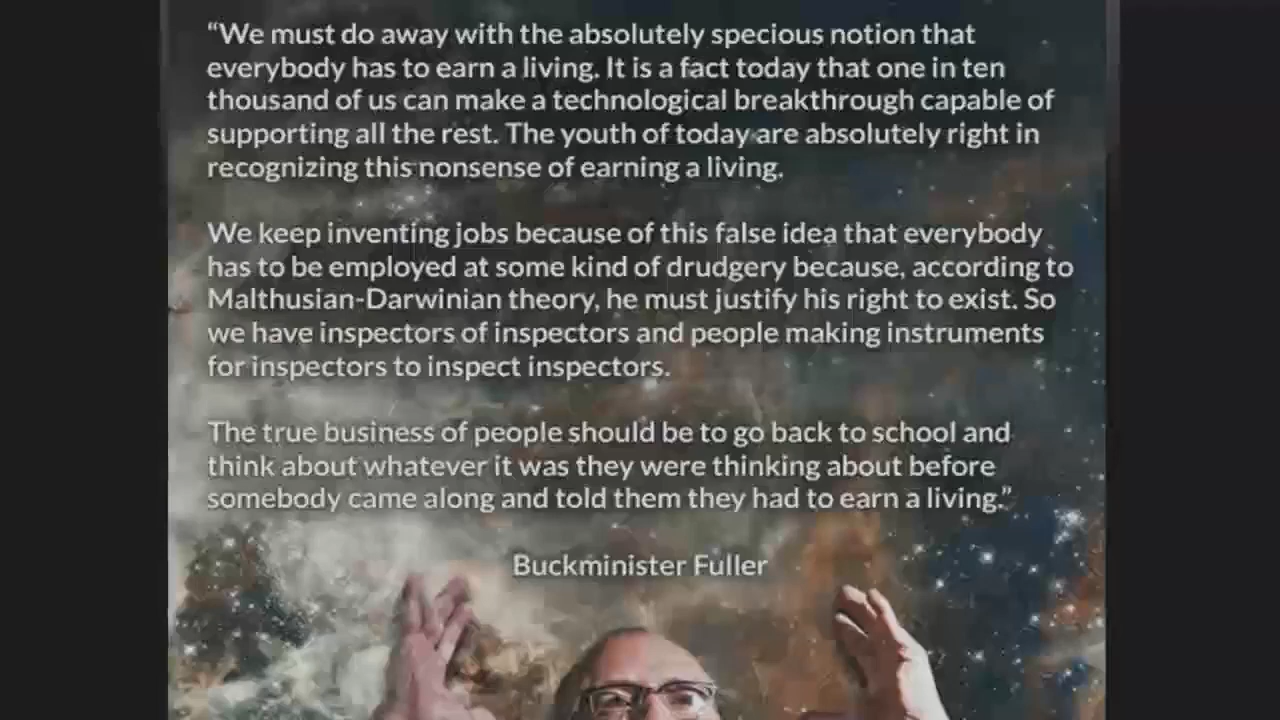 “We must do away with the absolutely specious notion that
everybody has to earn a living. It is a fact today that one in ten
thousand of us can make a technological breakthrough capable of
supporting all the rest. The youth of today are absolutely right in
recognizing this nonsense of earning a living.
We keep inventing jobs because of this false idea that everybody
has to be employed at some kind of drudgery because, according to
Malthusian-Darwinian theory, he must justify his right to exist. So
we have inspectors of inspectors and people making instruments
for inspectors to inspect inspectors.
The true business of people should be to go back to school and
think about whatever it was they were thinking about before
somebody came along and told them they had to earn a living.”
Buckminister Fuller